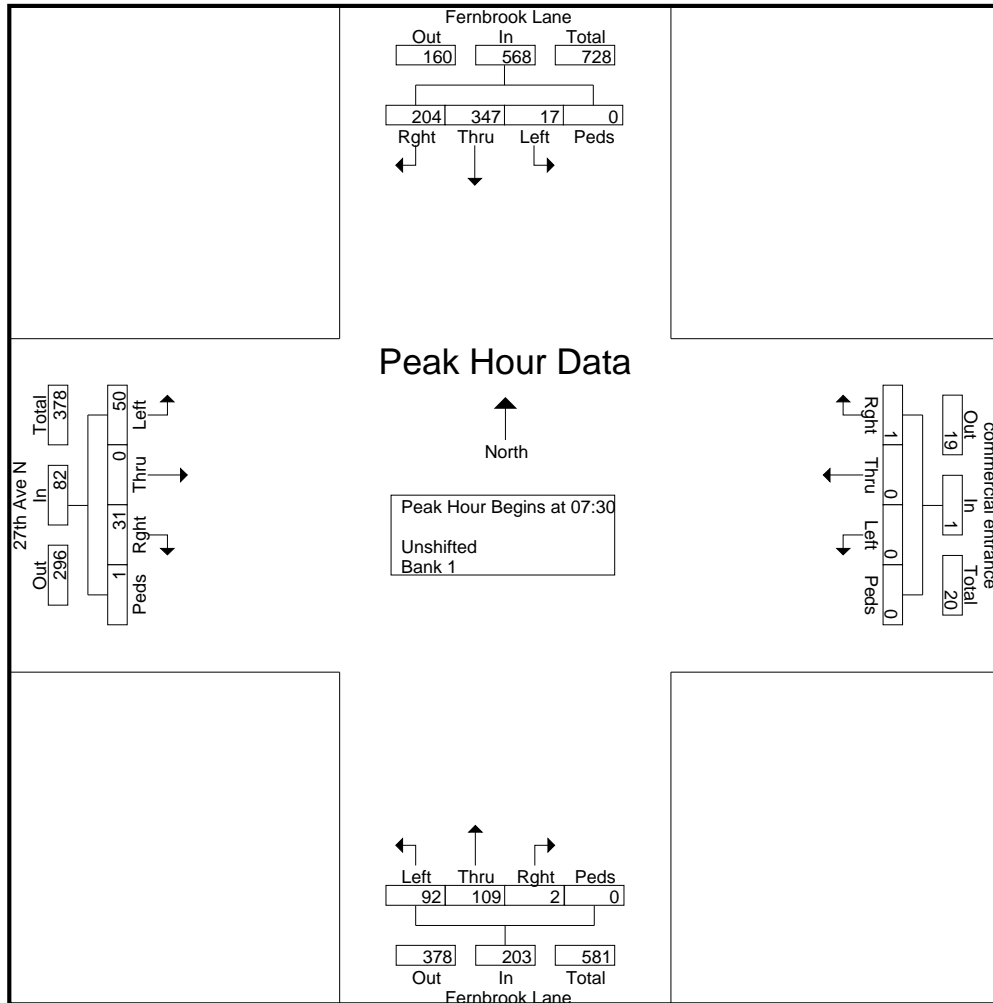 Fernbrook Lane
Out In Total
160 568 728
204 347 17 0
Rght Thru Left Peds
Peak Hour Data
North
Peak Hour Begins at 07:30
Unshifted
Bank 1
27th Ave N
Out In Total
296 82 378
50 0 31 1
Left Thru Rght Peds
commercial entrance
Out In Total
19 1 20
1 0 0 0
Rght Thru Left Peds
Left Thru Rght Peds
92 109 2 0
378 203 581
Out In Total
Fernbrook Lane